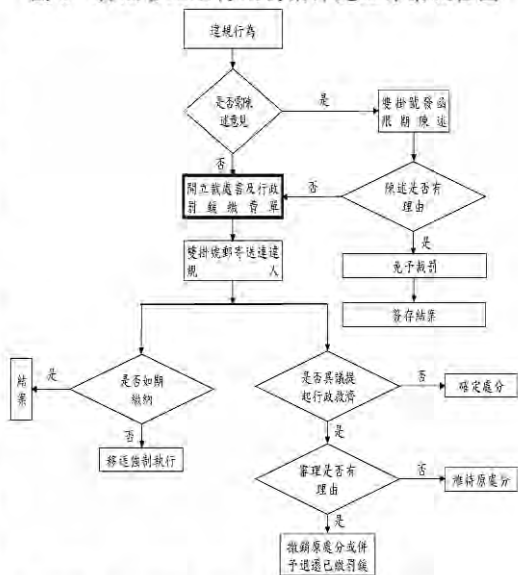 違規行為
是否需陳
述意見
是
雙掛號發函
限期陳述
否
開立裁處書及行政
罰鍰繳費單
否
陳述是否有
理由
是
雙掛號郵寄送達違
規人
免予裁罰
簽存結案
結
案
是
是否如期
繳納
是否異議提
起行政救濟
否
確定處分
否
是
移送強制執行
審理是否有
理由
否
維持原處分
是
撤銷原處分或併
予退還已繳罰鍰